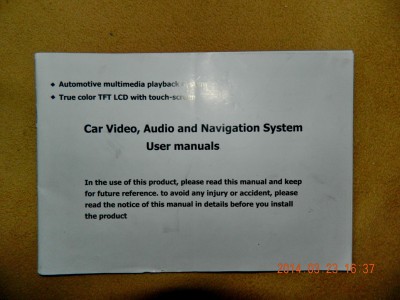 Automotive multimedia playback
True color TFT LCD with touch-scr
Car Video, Audio and Navigation System
User manuals
In the use of this product, please read this manual and keep
for future reference. to avoid any injury or accident, please
read the notice of this manual in details before you install
the product
2014 03 23 16:37